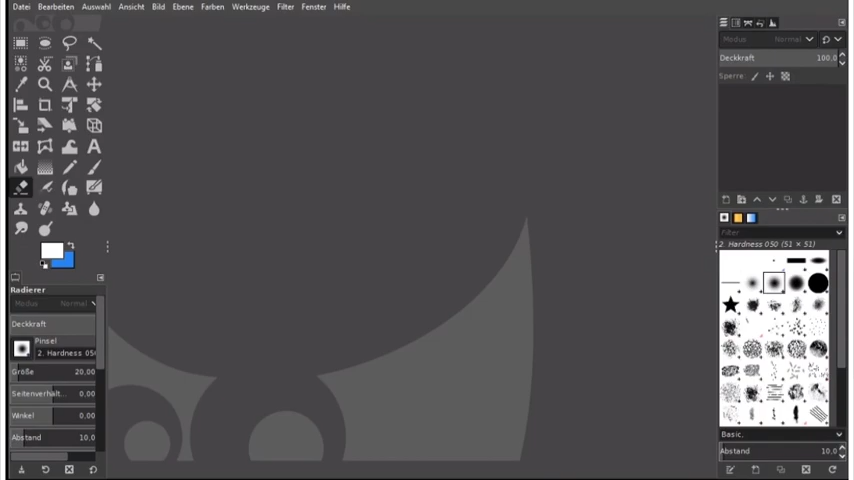 Datei Bearbeiten Auswahl Ansicht Bild Ebene Farben Werkzeuge Filter Fenster Hilfe
Modus Normal
Deckkraft 100,0
Sperre:
Filter
2. Hardness 050 (51 × 51)
Radierer
Modus Normal
Deckkraft
Pinsel
2. Hardness 050
Größe 20,00
Seitenverhält... 0,00
Winkel 0,00
Abstand 10,0
Basic,
Abstand 10,0